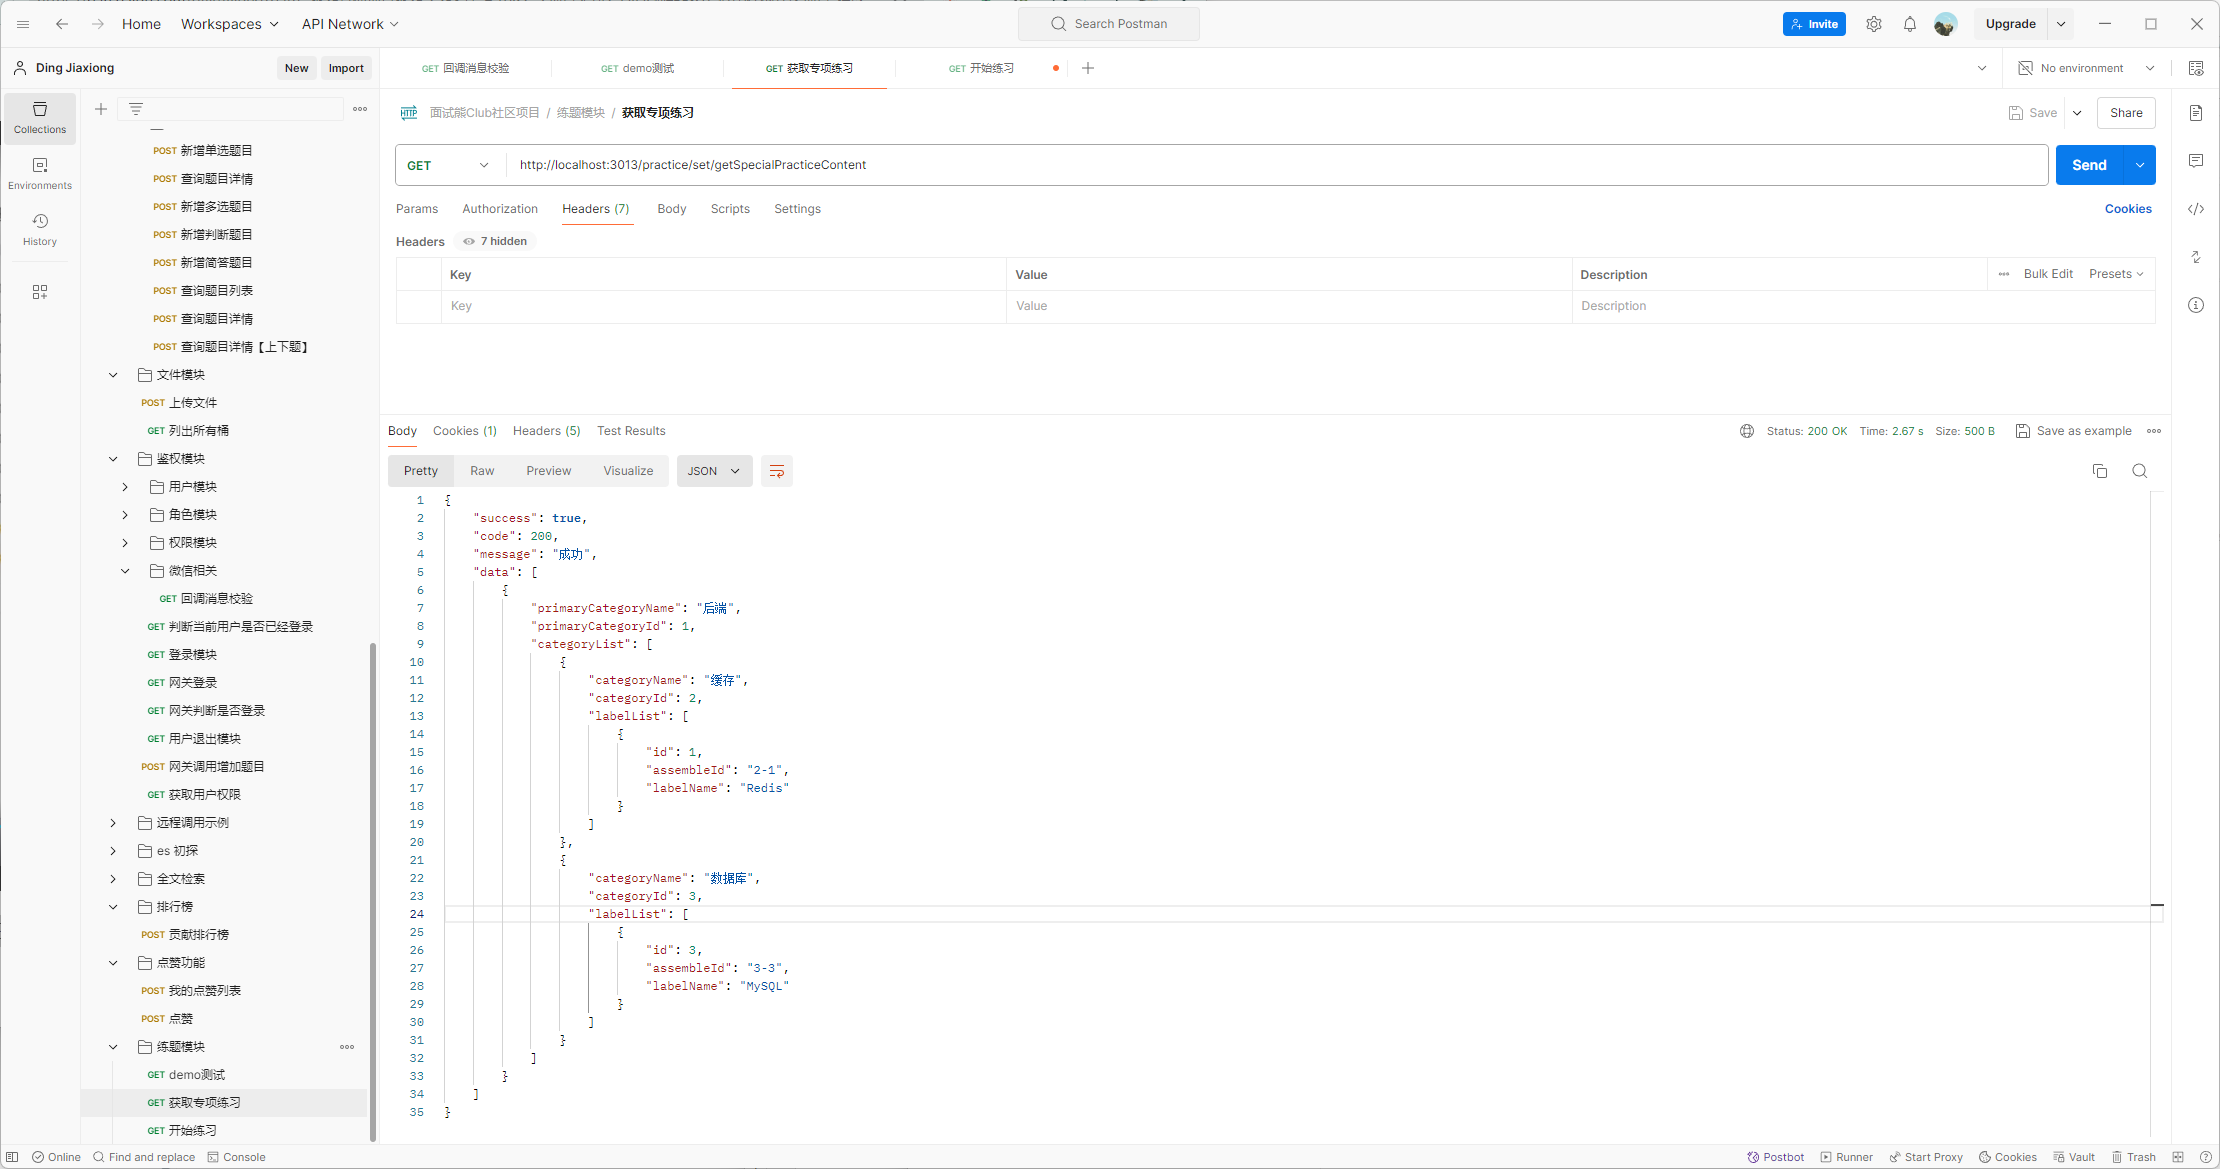 Home Workspaces API Network Search Postman Invite Upgrade
Ding Jiaxiong New Import GET 回调消息校验 GET demo测试 GET 获取专项练习 GET 开始练习 No environment
Collections
Environments
History
POST 新增单选题目
POST 查询题目详情
POST 新增多选题目
POST 新增判断题目
POST 新增简答题目
POST 查询题目列表
POST 查询题目详情
POST 查询题目详情【上下题】
文件模块
POST 上传文件
GET 列出所有桶
鉴权模块
用户模块
角色模块
权限模块
微信相关
GET 回调消息校验
GET 判断当前用户是否已经登录
GET 登录模块
GET 网关登录
GET 网关判断是否登录
GET 用户退出模块
POST 网关调用增加题目
GET 获取用户权限
远程调用示例
es 初探
全文检索
排行榜
POST 贡献排行榜
点赞功能
POST 我的点赞列表
POST 点赞
练题模块
GET demo测试
GET 获取专项练习
GET 开始练习
HTTP 面试熊Club社区项目 / 练题模块 / 获取专项练习 Save Share
GET http://localhost:3013/practice/set/getSpecialPracticeContent Send
Params Authorization Headers (7) Body Scripts Settings Cookies
Headers 7 hidden
Key Value Description Bulk Edit Presets
Key Value Description
Body Cookies (1) Headers (5) Test Results Status: 200 OK Time: 2.67 s Size: 500 B Save as example
Pretty Raw Preview Visualize JSON
1 {
2 "success": true,
3 "code": 200,
4 "message": "成功",
5 "data": [
6 {
7 "primaryCategoryName": "后端",
8 "primaryCategoryId": 1,
9 "categoryList": [
10 {
11 "categoryName": "缓存",
12 "categoryId": 2,
13 "labelList": [
14 {
15 "id": 1,
16 "assembleId": "2-1",
17 "labelName": "Redis"
18 }
19 ]
20 },
21 {
22 "categoryName": "数据库",
23 "categoryId": 3,
24 "labelList": [
25 {
26 "id": 3,
27 "assembleId": "3-3",
28 "labelName": "MySQL"
29 }
30 ]
31 }
32 ]
33 }
34 ]
35 }
Online Find and replace Console Postbot Runner Start Proxy Cookies Vault Trash